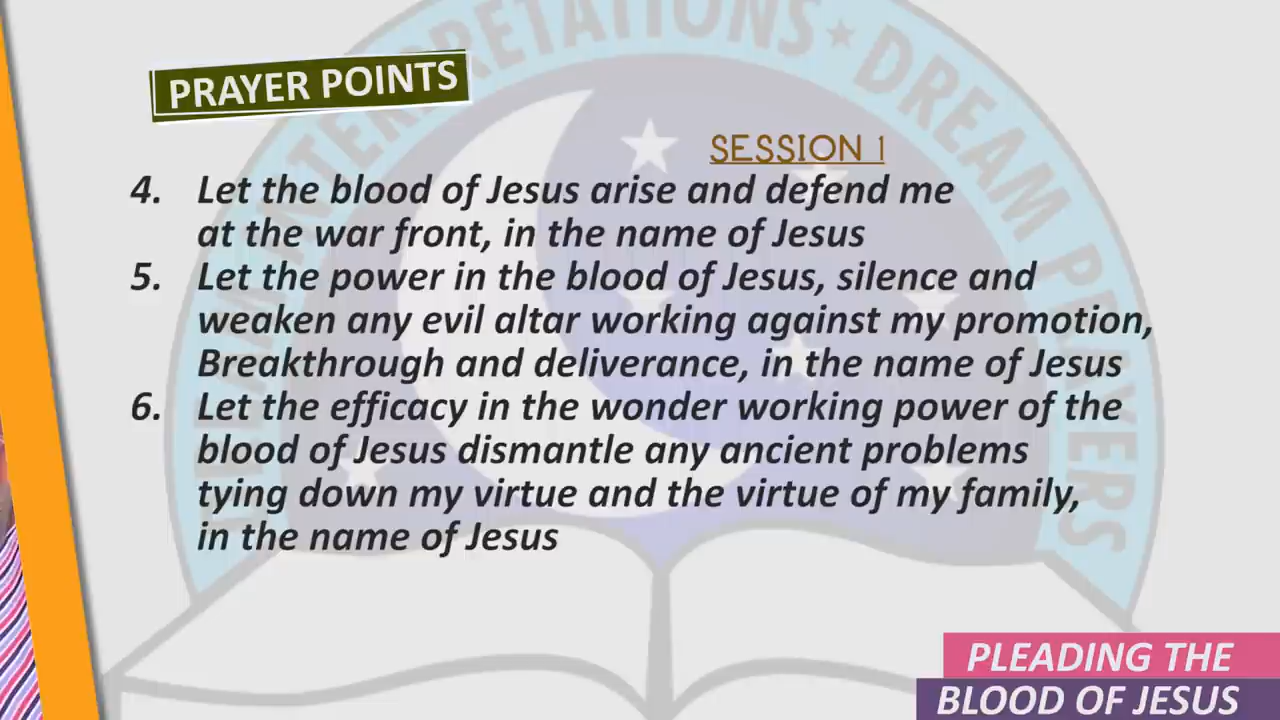 INTERPRETATIONS ★ DREAM PRAYERS
PRAYER POINTS
SESSION 1
4. Let the blood of Jesus arise and defend me
at the war front, in the name of Jesus
5. Let the power in the blood of Jesus, silence and
weaken any evil altar working against my promotion,
Breakthrough and deliverance, in the name of Jesus
6. Let the efficacy in the wonder working power of the
blood of Jesus dismantle any ancient problems
tying down my virtue and the virtue of my family,
in the name of Jesus
PLEADING THE
BLOOD OF JESUS